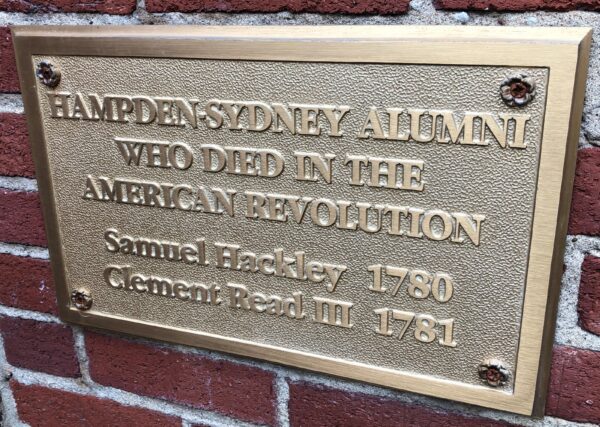 HAMPDEN-SYDNEY ALUMNI
WHO DIED IN THE
AMERICAN REVOLUTION
Samuel Hackley 1780
Clement Read III 1781